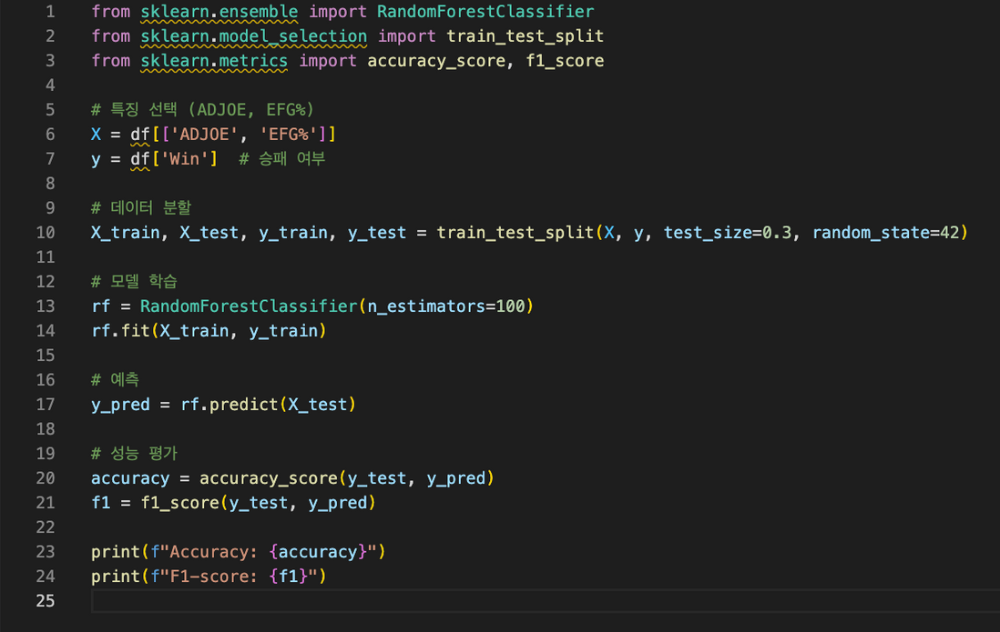 1 from sklearn.ensemble import RandomForestClassifier
2 from sklearn.model_selection import train_test_split
3 from sklearn.metrics import accuracy_score, f1_score
4
5 # 특징 선택 (ADJOE, EFG%)
6 X = df[['ADJOE', 'EFG%']]
7 y = df['Win']  # 승패 여부
8
9 # 데이터 분할
10 X_train, X_test, y_train, y_test = train_test_split(X, y, test_size=0.3, random_state=42)
11
12 # 모델 학습
13 rf = RandomForestClassifier(n_estimators=100)
14 rf.fit(X_train, y_train)
15
16 # 예측
17 y_pred = rf.predict(X_test)
18
19 # 성능 평가
20 accuracy = accuracy_score(y_test, y_pred)
21 f1 = f1_score(y_test, y_pred)
22
23 print(f"Accuracy: {accuracy}")
24 print(f"F1-score: {f1}")
25